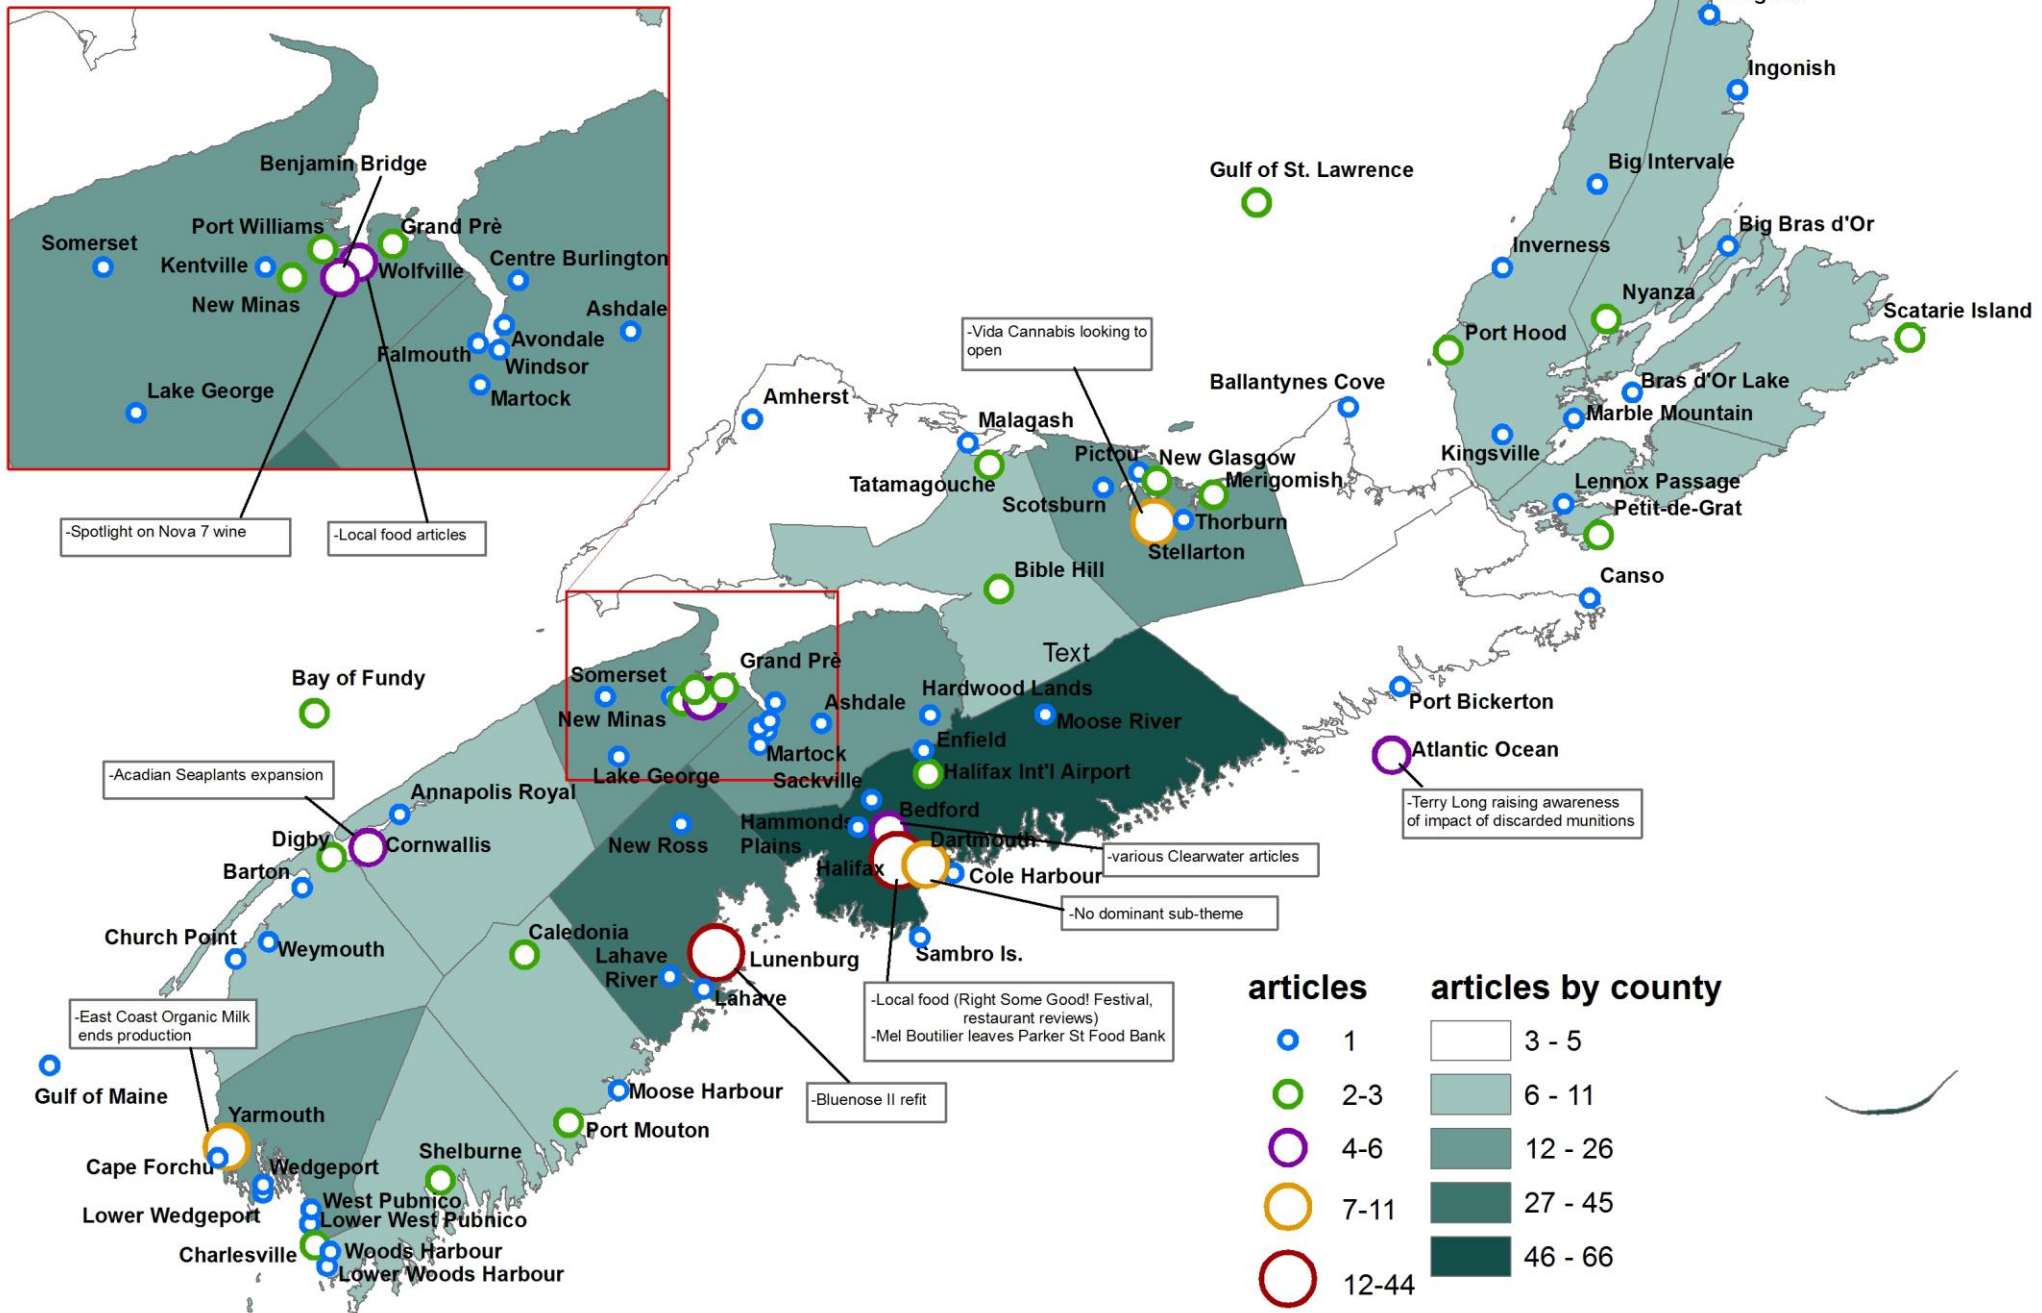 Ingonish
Big Intervale
Big Bras d'Or
Gulf of St. Lawrence
Inverness
Nyanza
Port Hood
Scatarie Island
Bras d'Or Lake
Marble Mountain
Kingsville
Lennox Passage
Petit-de-Grat
Canso
Benjamin Bridge
Port Williams
Grand Prè
Somerset
Kentville
Wolfville
Centre Burlington
New Minas
Ashdale
Avondale
Falmouth
Windsor
Lake George
Martock
-Spotlight on Nova 7 wine
-Local food articles
-Vida Cannabis looking to
open
Ballantynes Cove
Amherst
Malagash
Pictou
New Glasgow
Tatamagouche
Merigomish
Scotsburn
Thorburn
Stellarton
Bible Hill
Text
Bay of Fundy
Somerset
Grand Prè
New Minas
Ashdale
Hardwood Lands
Moose River
Martock
Enfield
Lake George
Sackville
Halifax Int'l Airport
Port Bickerton
Atlantic Ocean
-Terry Long raising awareness
of impact of discarded munitions
-Acadian Seaplants expansion
Annapolis Royal
Digby
Cornwallis
Barton
New Ross
Hammonds
Plains
Bedford
Dartmouth
Halifax
Cole Harbour
-various Clearwater articles
-No dominant sub-theme
Church Point
Weymouth
Caledonia
Lahave
River
Lunenburg
Lahave
Sambro Is.
-Local food (Right Some Good! Festival,
restaurant reviews)
-Mel Boutilier leaves Parker St Food Bank
-East Coast Organic Milk
ends production
Gulf of Maine
-Bluenose II refit
Moose Harbour
Port Mouton
Yarmouth
Shelburne
Cape Forchu
Wedgeport
Lower Wedgeport
West Pubnico
Lower West Pubnico
Charlesville
Woods Harbour
Lower Woods Harbour
articles
1
2-3
4-6
7-11
12-44
articles by county
3 - 5
6 - 11
12 - 26
27 - 45
46 - 66